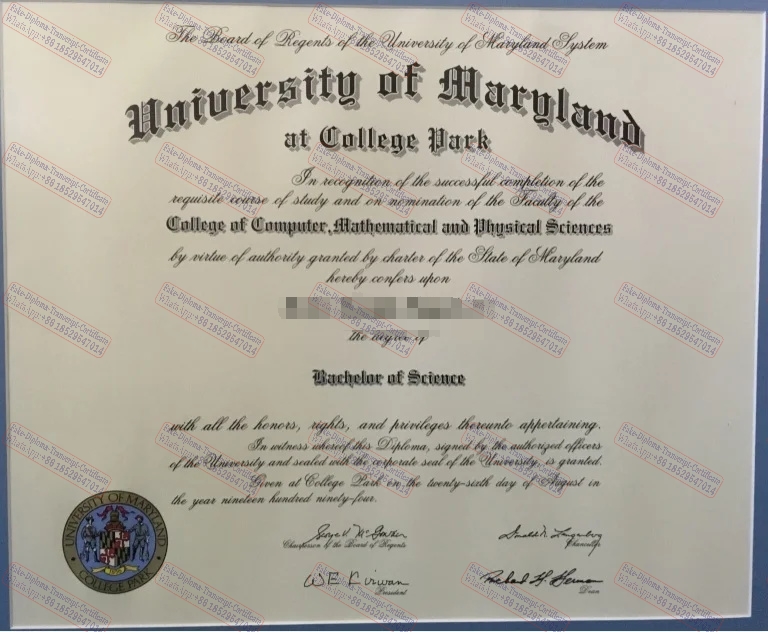 The Board of Regents of the University of Maryland System
University of Maryland
at College Park
In recognition of the successful completion of the
requisite course of study and on nomination of the Faculty of the
College of Computer, Mathematical and Physical Sciences
by virtue of authority granted by charter of the State of Maryland
hereby confers upon
the degree of
Bachelor of Science
with all the honors, rights, and privileges thereunto appertaining.
In witness whereof this Diploma, signed by the authorized officers
of the University and sealed with the corporate seal of the University, is granted.
Given at College Park on the twenty-sixth day of August in
the year nineteen hundred ninety-four.
Chairperson of the Board of Regents
Chancellor
W E Kirwan
President
Dean
UNIVERSITY OF MARYLAND
COLLEGE PARK
Fake-Diploma-Transcript-Certificate
WhatsApp:+86 18529647014